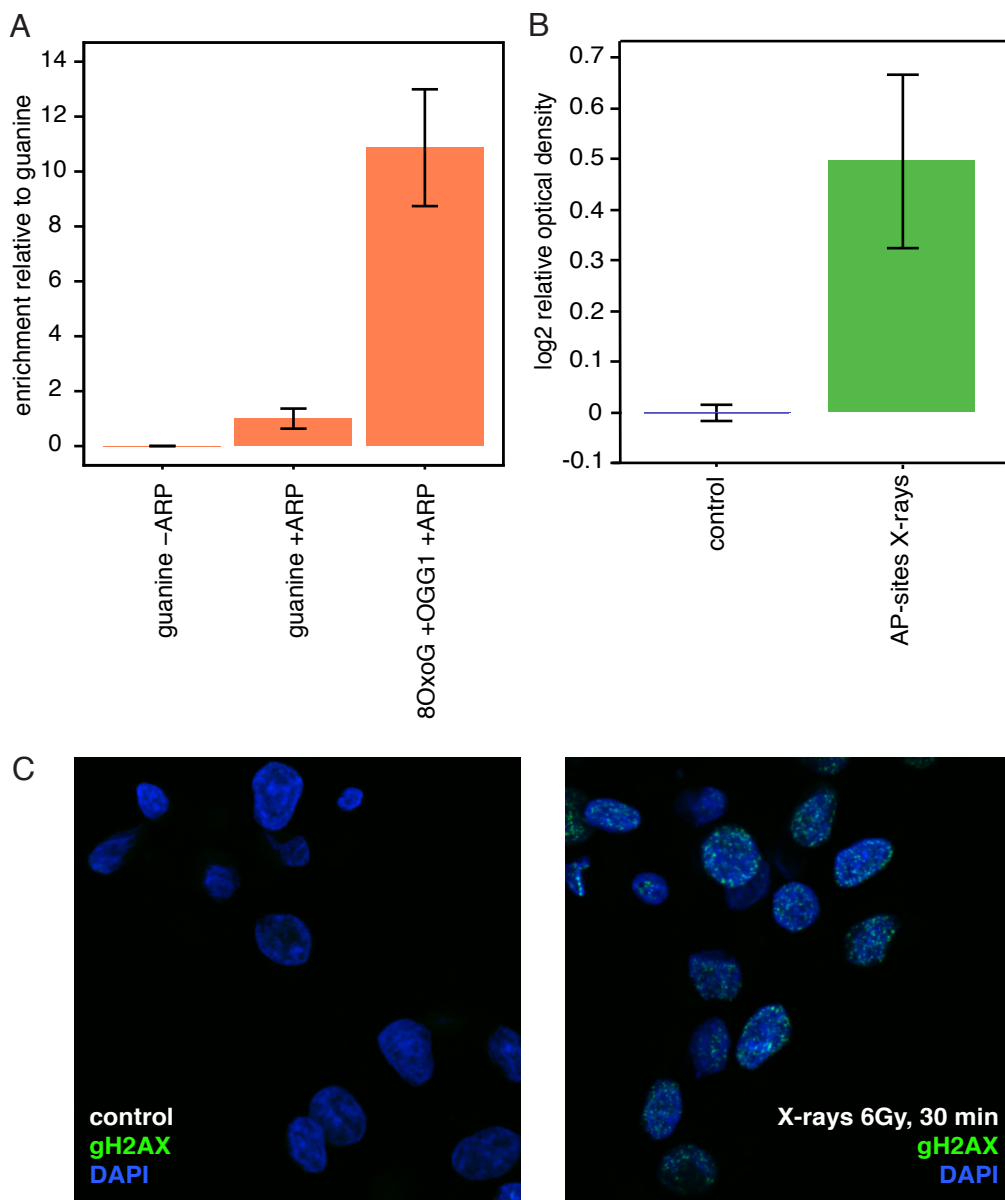 A
enrichment relative to guanine
14
12
10
8
6
4
2
0
guanine –ARP
guanine +ARP
8OxoG +OGG1 +ARP
B
log2 relative optical density
0.7
0.6
0.5
0.4
0.3
0.2
0.1
0
-0.1
control
AP-sites X-rays
C
control
gH2AX
DAPI
X-rays 6Gy, 30 min
gH2AX
DAPI